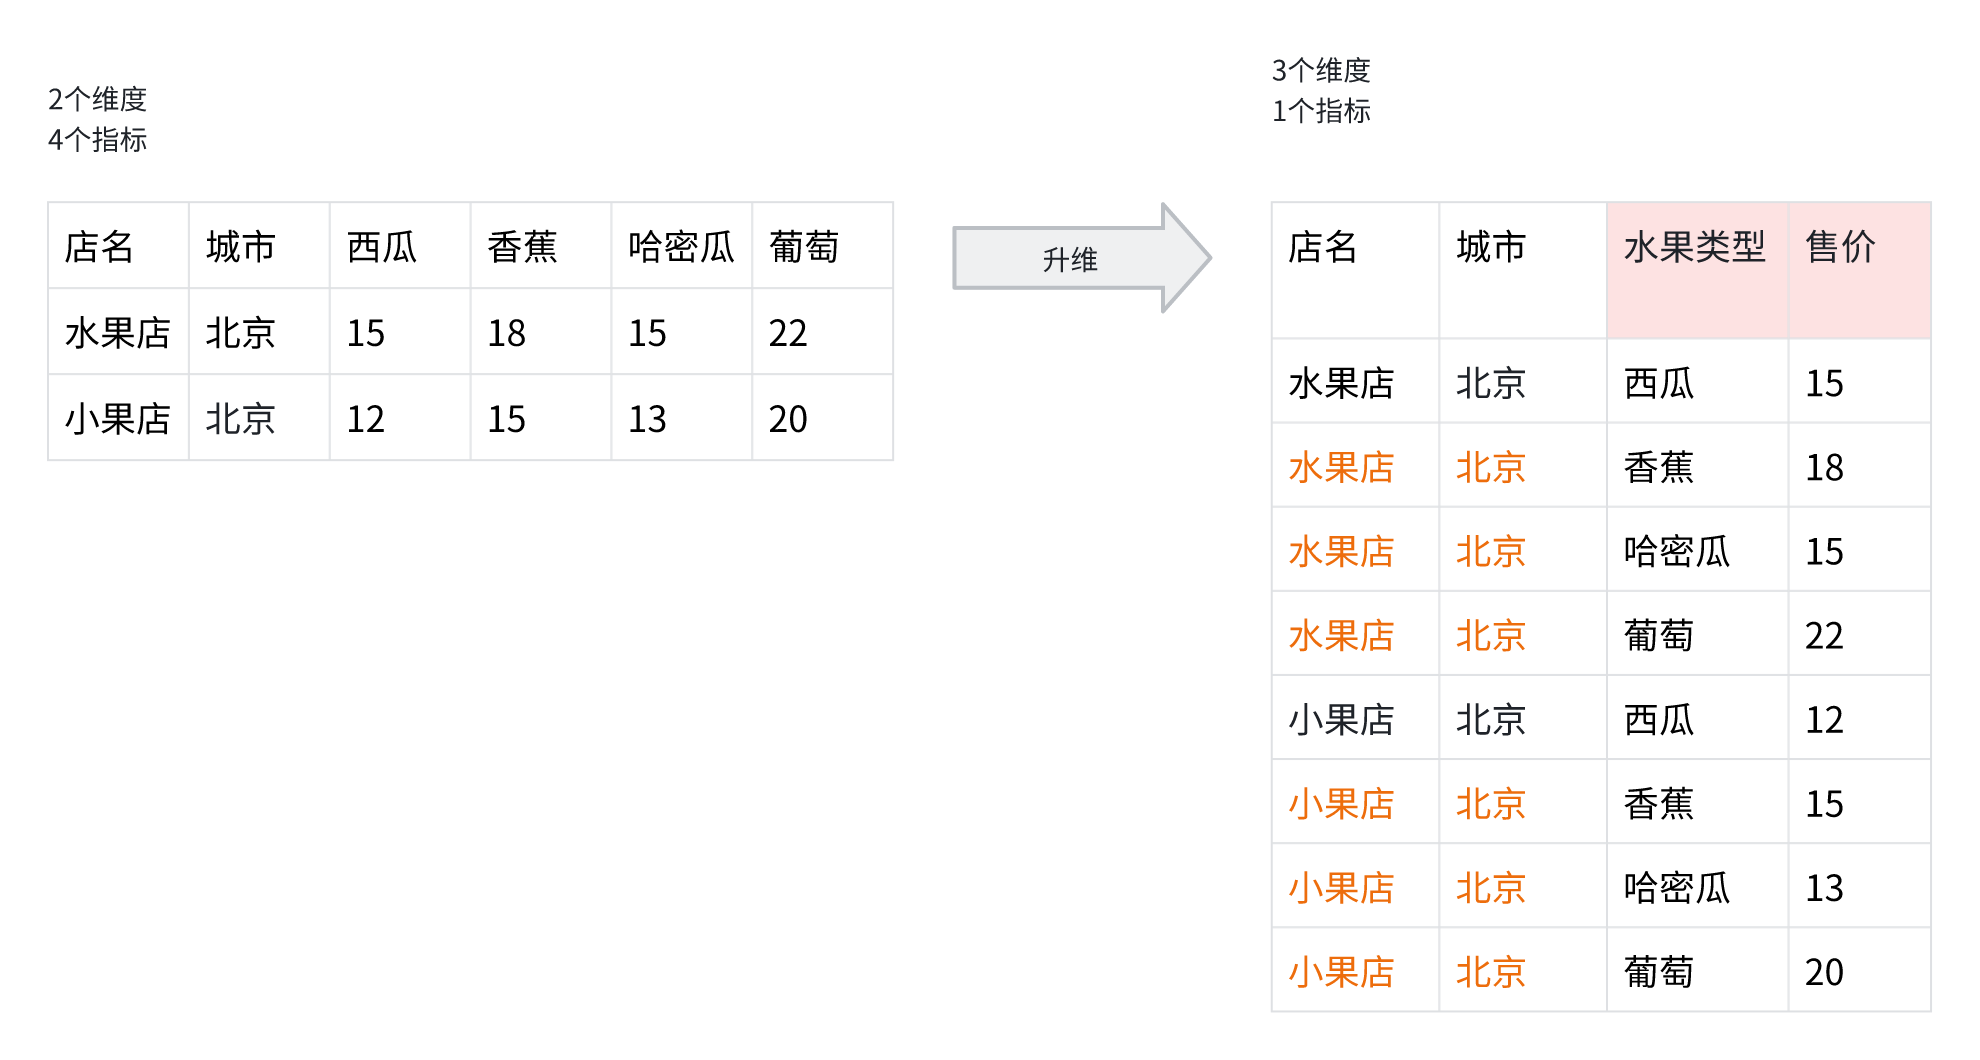 2个维度
4个指标
店名 城市 西瓜 香蕉 哈密瓜 葡萄
水果店 北京 15 18 15 22
小果店 北京 12 15 13 20
升维
3个维度
1个指标
店名 城市 水果类型 售价
水果店 北京 西瓜 15
水果店 北京 香蕉 18
水果店 北京 哈密瓜 15
水果店 北京 葡萄 22
小果店 北京 西瓜 12
小果店 北京 香蕉 15
小果店 北京 哈密瓜 13
小果店 北京 葡萄 20